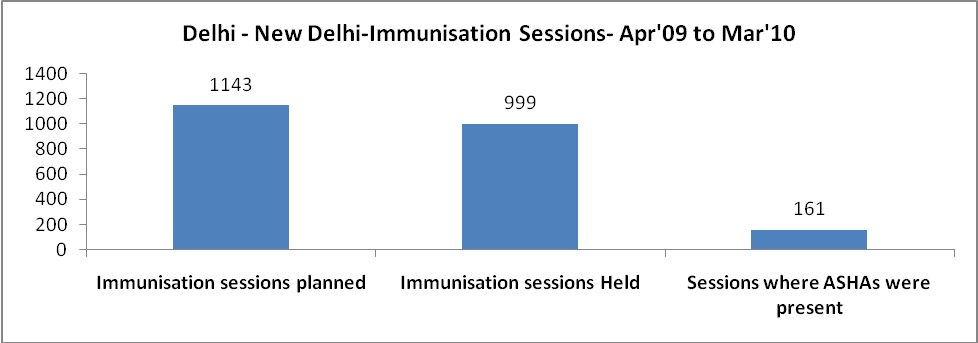 Delhi - New Delhi-Immunisation Sessions- Apr'09 to Mar'10
1400
1200
1000
800
600
400
200
0
1143
999
161
Immunisation sessions planned
Immunisation sessions Held
Sessions where ASHAs were
present